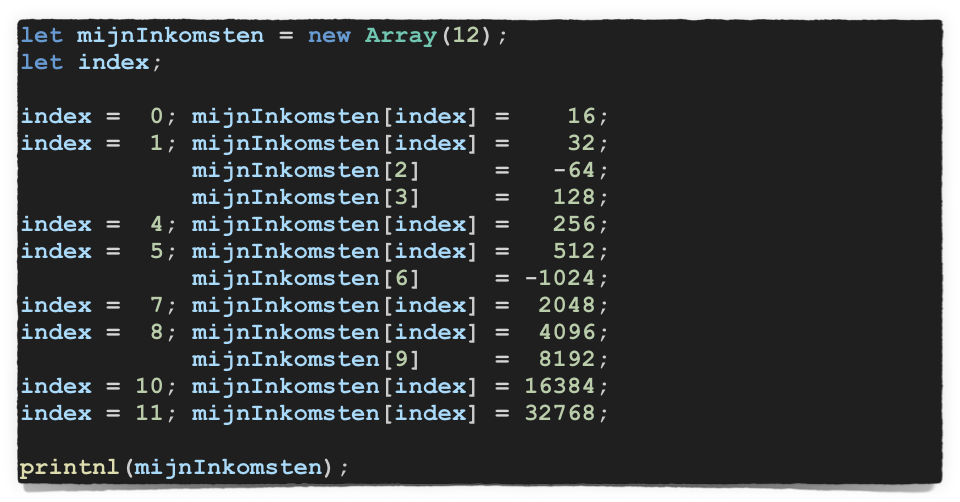 let mijnInkomsten = new Array(12);
let index;

index =  0; mijnInkomsten[index] =    16;
index =  1; mijnInkomsten[index] =    32;
            mijnInkomsten[2]     =   -64;
            mijnInkomsten[3]     =   128;
index =  4; mijnInkomsten[index] =   256;
index =  5; mijnInkomsten[index] =   512;
            mijnInkomsten[6]     = -1024;
index =  7; mijnInkomsten[index] =  2048;
index =  8; mijnInkomsten[index] =  4096;
            mijnInkomsten[9]     =  8192;
index = 10; mijnInkomsten[index] = 16384;
index = 11; mijnInkomsten[index] = 32768;

printnl(mijnInkomsten);